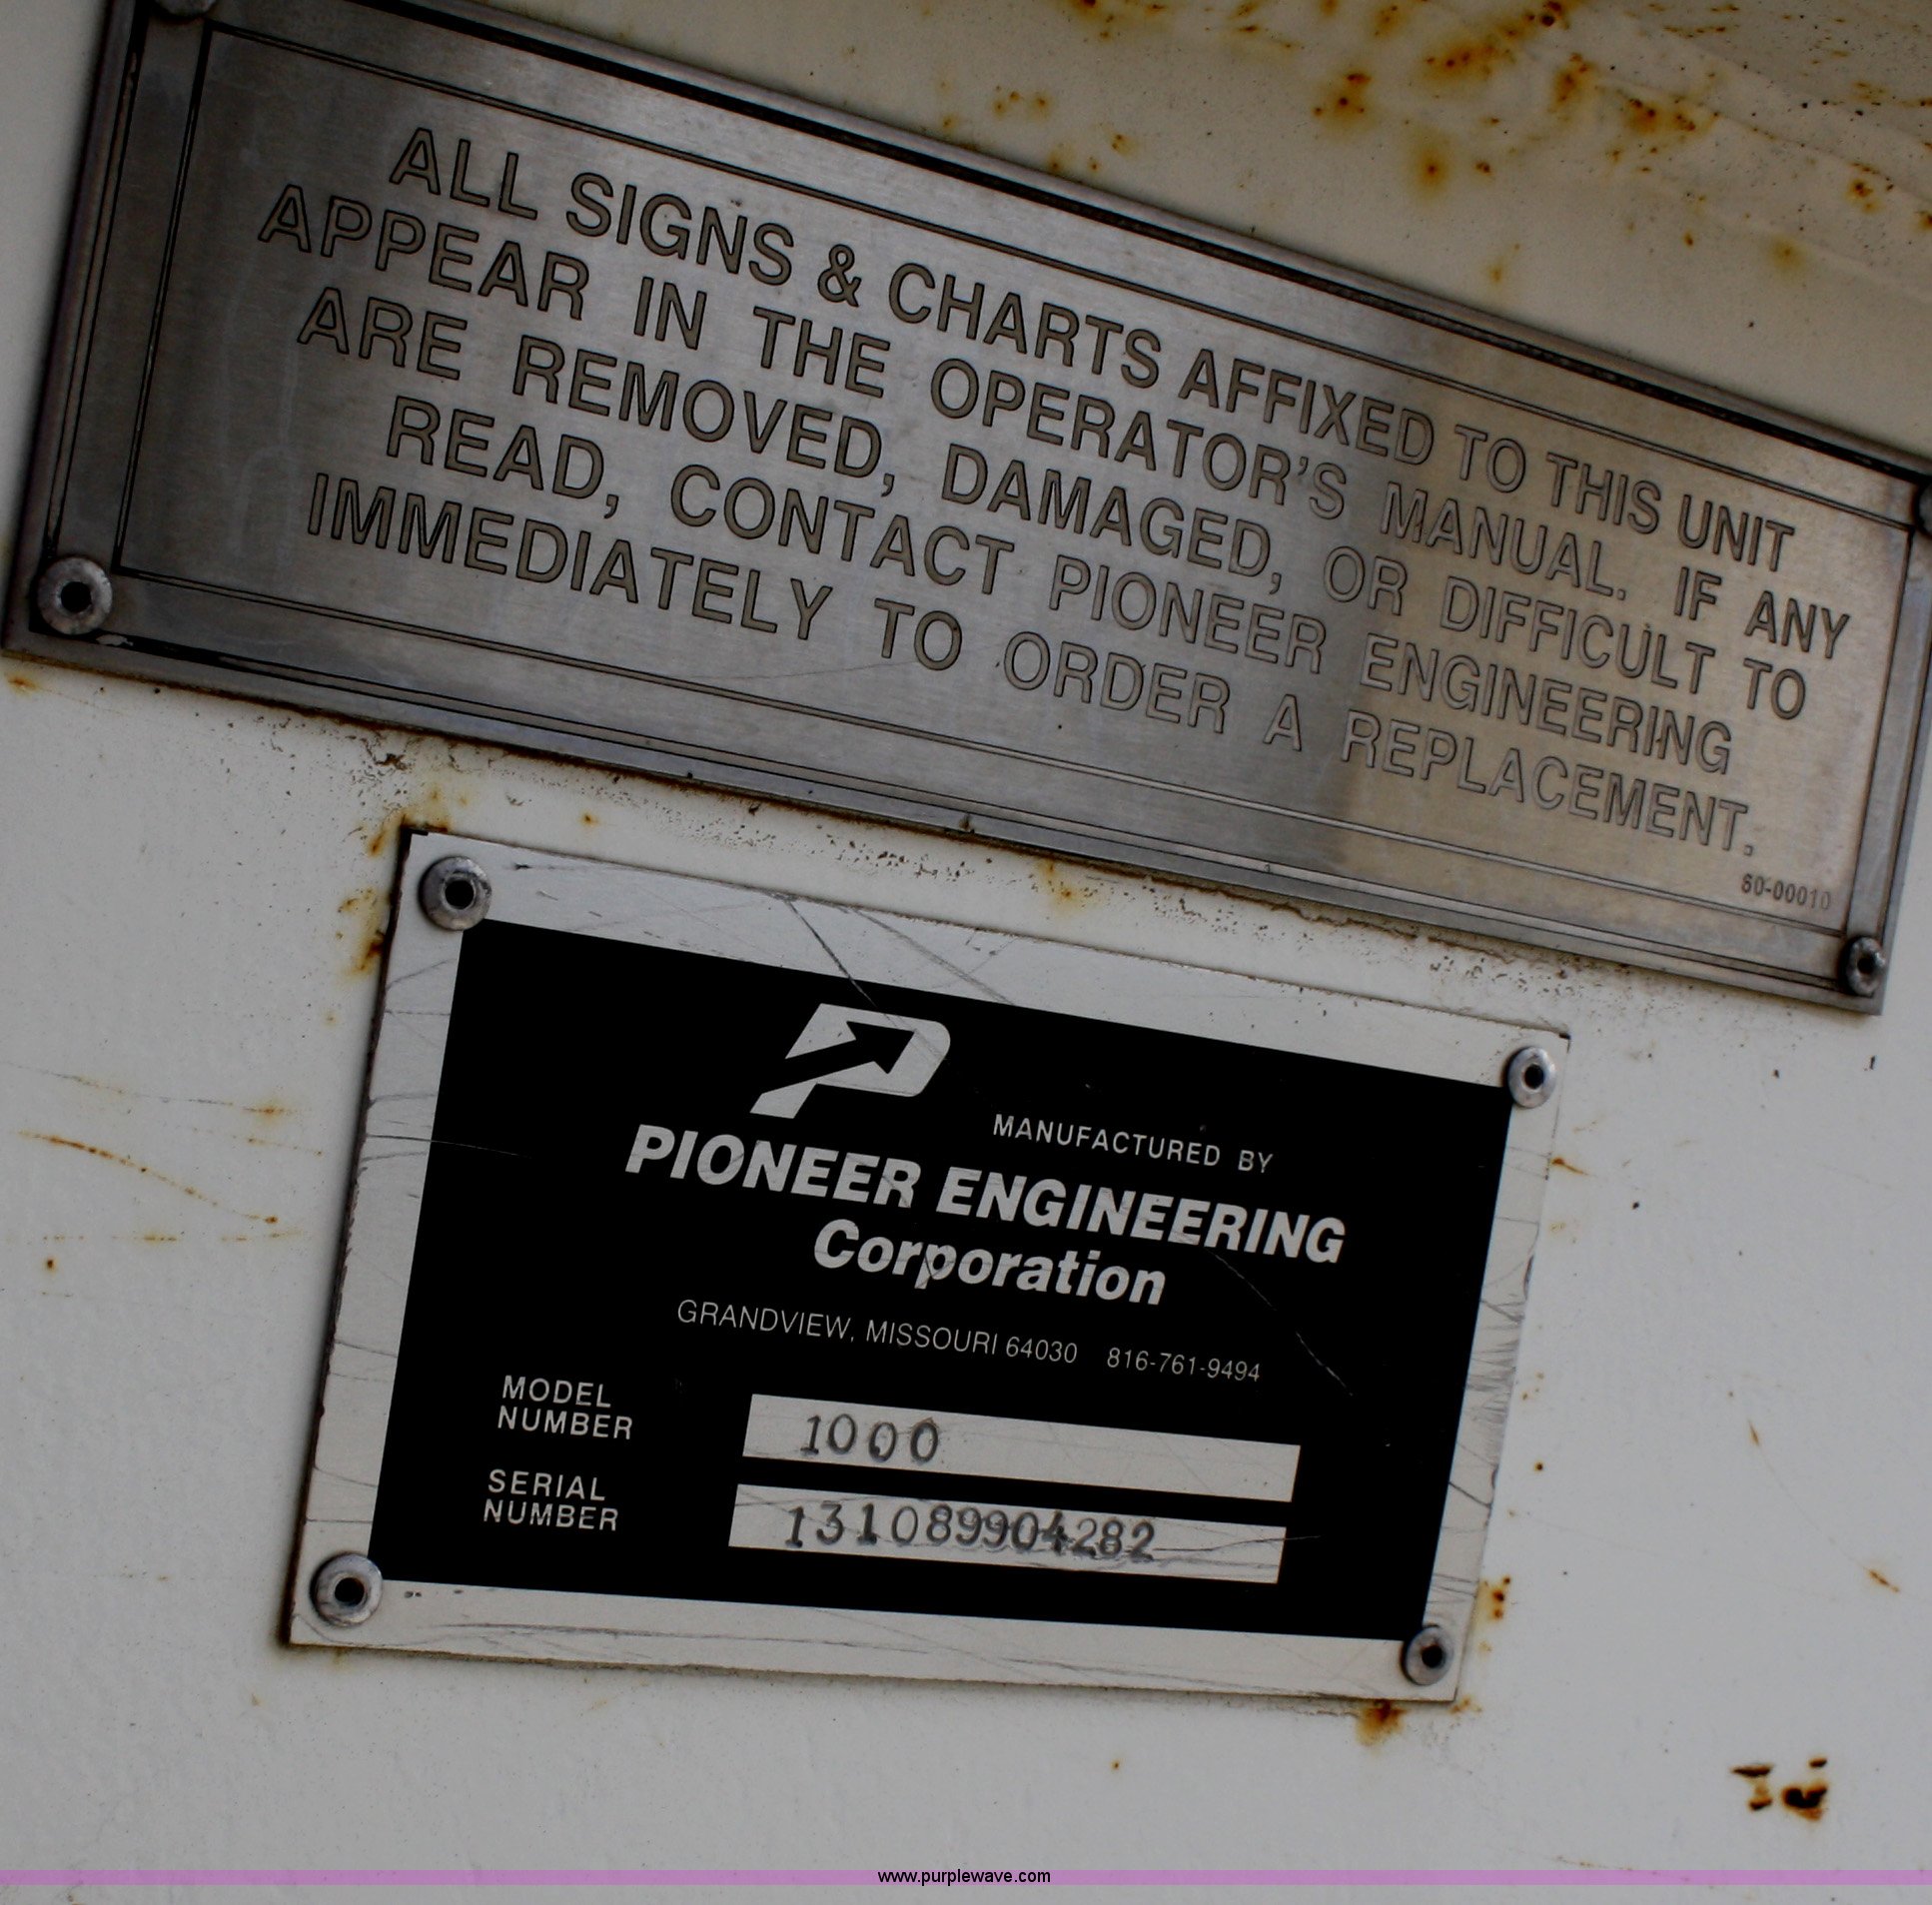 ALL SIGNS & CHARTS AFFIXED TO THIS UNIT
APPEAR IN THE OPERATOR'S MANUAL. IF ANY
ARE REMOVED, DAMAGED, OR DIFFICULT TO
READ, CONTACT PIONEER ENGINEERING
IMMEDIATELY TO ORDER A REPLACEMENT.
60-00010
MANUFACTURED BY
PIONEER ENGINEERING
Corporation
GRANDVIEW, MISSOURI 64030 816-761-9494
MODEL NUMBER 1000
SERIAL NUMBER 131089904282
www.purplewave.com